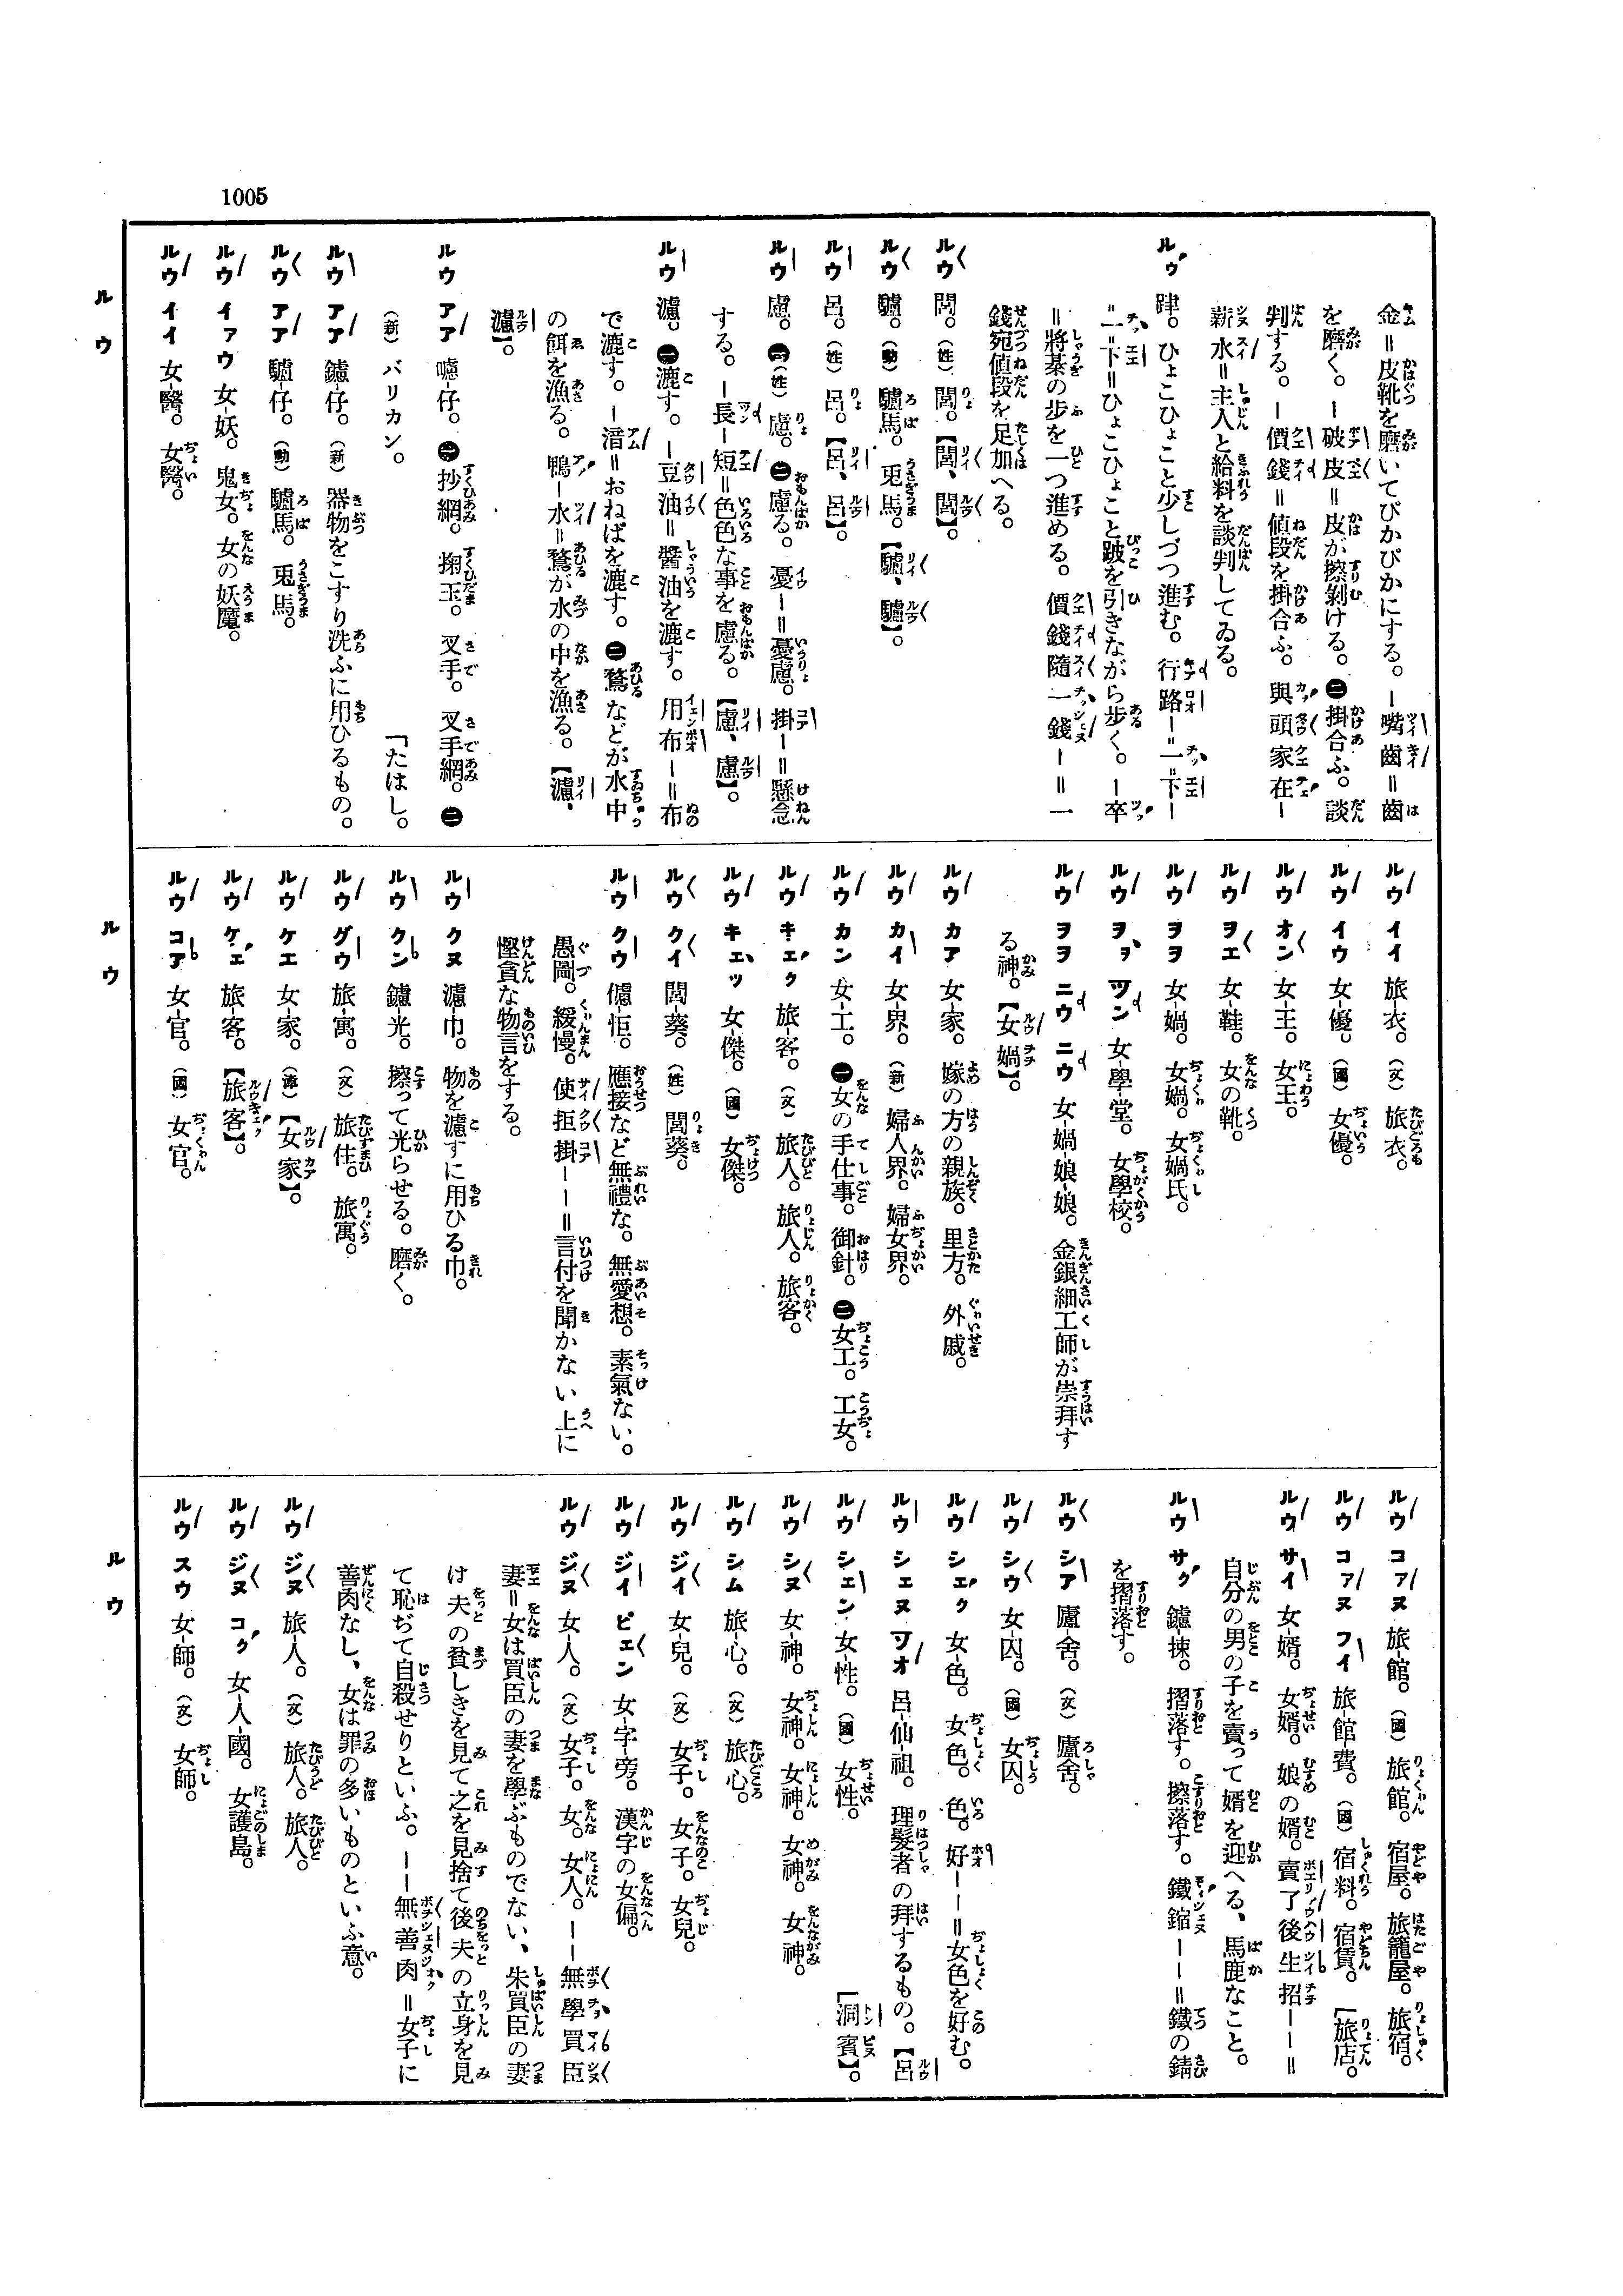 1005
ルウ
金=皮靴を磨いてぴかぴかにする。—嘴齒=齒
を磨く。—破皮=皮が擦剝ける。㊁掛合ふ。談
判する。—價錢=値段を掛合ふ。與頭家在—
薪水=主人と給料を談判してゐる。
ルウ 踛。ひょこひょこと少しづつ進む。行路—一下—
=一下=ひょこひょこと跛を引きながら步く。—卒
=將棊の步を一つ進める。價錢隨一錢—=一
錢宛値段を足加へる。
ルウ 閭。(姓)閭。【閭、閭】。
ルウ 驢。(動)驢馬。兎馬。【驢、驢】。
ルウ 呂。(姓)呂。【呂、呂】。
ルウ 慮。㊀(姓)慮。㊁慮る。憂—=憂慮。掛—=懸念
する。—長—短=色色な事を慮る。【慮、慮】。
ルウ 濾。㊀漉す。—豆油=醬油を漉す。用布—=布
で漉す。—湆=おねばを漉す。㊁鶩などが水中
の餌を漁る。鴨—水=鶩が水の中を漁る。【濾、
濾】。
ルウ アア 㯭-仔。㊀抄網。掬玉。叉手。叉手網。㊁
(新)バリカン。
「たはし。
ルウ アア 鑢-仔。(新)器物をこすり洗ふに用ひるもの。
ルウ アア 驢-仔。(動)驢馬。兎馬。
ルウ イァウ 女-妖。鬼女。女の妖魔。
ルウ イイ 女-醫。女醫。
ルウ
ルウ イイ 旅-衣。(文)旅衣。
ルウ イウ 女-優。(國)女優。
ルウ オン 女-王。女王。
ルウ ヲエ 女-鞋。女の靴。
ルウ ヲヲ 女-媧。女媧。女媧氏。
ルウ ヲヲ ツン 女-學-堂。女學校。
ルウ ヲヲ ニウ ニウ 女-媧-娘-娘。金銀細工師が崇拜す
る神。【女媧】。
ルウ カア 女-家。嫁の方の親族。里方。外戚。
ルウ カイ 女-界。(新)婦人界。婦女界。
ルウ カン 女-工。㊀女の手仕事。御針。㊁女工。工女。
ルウ キェク 旅-客。(文)旅人。旅人。旅客。
ルウ キェッ 女-傑。(國)女傑。
ルウ クイ 閭-葵。(姓)閭葵。
ルウ クウ 儢-怇。應接など無禮な。無愛想。素氣ない。
愚圖。緩慢。使拒掛——=言付を聞かない上に
慳貪な物言をする。
ルウ クヌ 濾-巾。物を濾すに用ひる巾。
ルウ クン 鑢-光。擦って光らせる。磨く。
ルウ グウ 旅-寓。(文)旅住。旅寓。
ルウ ケエ 女-家。(漳)【女家】。
ルウ ケェ 旅-客。【旅客】。
ルウ コア 女-官。(國)女官。
ルウ
ルウ コァヌ 旅-館。(國)旅館。宿屋。旅籠屋。旅宿。
ルウ コァヌ フイ 旅-館-費。(國)宿料。宿賃。「旅店。
ルウ サイ 女-婿。女婿。娘の婿。賣了後生招——=
自分の男の子を賣って婿を迎へる、馬鹿なこと。
ルウ サク 鑢-揀。摺落す。擦落す。鐵鏥——=鐵の錆
を摺落す。
ルウ シア 廬-舍。(文)廬舍。
ルウ シウ 女-囚。(國)女囚。
ルウ シェク 女-色。女色。色。好——=女色を好む。
ルウ シェヌ ツオ 呂-仙-祖。理髮者の拜するもの。【呂
「洞賓】。
ルウ シェン 女-性。(國)女性。
ルウ シヌ 女-神。女神。女神。女神。女神。
ルウ シム 旅-心。(文)旅心。
ルウ ジイ 女-兒。(文)女子。女子。女兒。
ルウ ジイ ピェン 女-字-旁。漢字の女偏。
ルウ ジヌ 女-人。(文)女子。女。女人。——無學買臣
妻=女は買臣の妻を學ぶものでない、朱買臣の妻
は夫の貧しきを見て之を見捨て後夫の立身を見
て恥ぢて自殺せりといふ。——無善肉=女子に
善肉なし、女は罪の多いものといふ意。
ルウ ジヌ 旅-人。(文)旅人。旅人。
ルウ ジヌ コク 女-人-國。女護島。
ルウ スウ 女-師。(文)女師。
ルウ